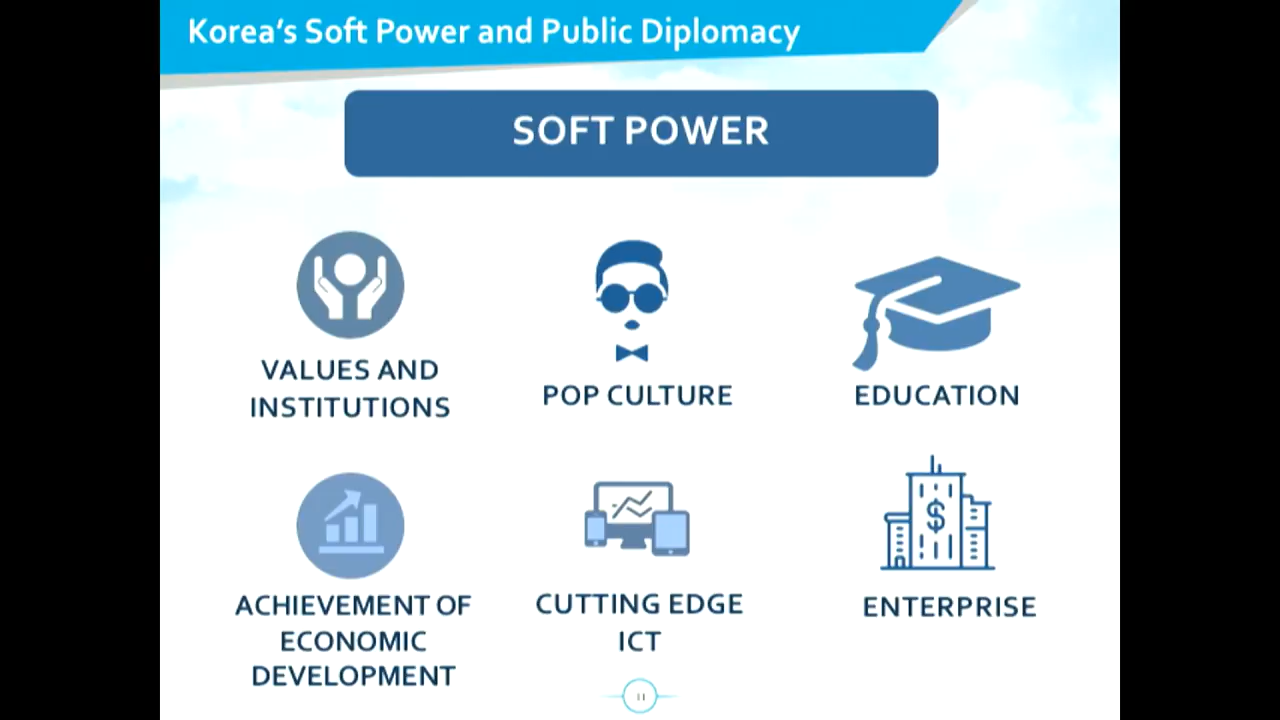 Korea's Soft Power and Public Diplomacy
SOFT POWER
VALUES AND
INSTITUTIONS
POP CULTURE
EDUCATION
$
ACHIEVEMENT OF
ECONOMIC
DEVELOPMENT
CUTTING EDGE
ICT
ENTERPRISE
11